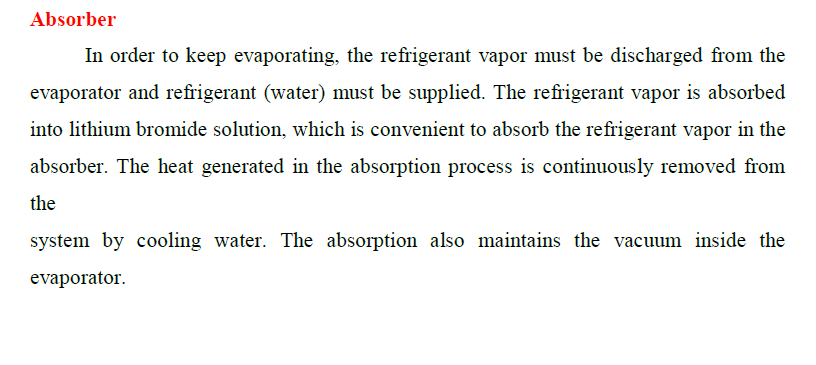 Absorber
In order to keep evaporating, the refrigerant vapor must be discharged from the
evaporator and refrigerant (water) must be supplied. The refrigerant vapor is absorbed
into lithium bromide solution, which is convenient to absorb the refrigerant vapor in the
absorber. The heat generated in the absorption process is continuously removed from
the
system by cooling water. The absorption also maintains the vacuum inside the
evaporator.